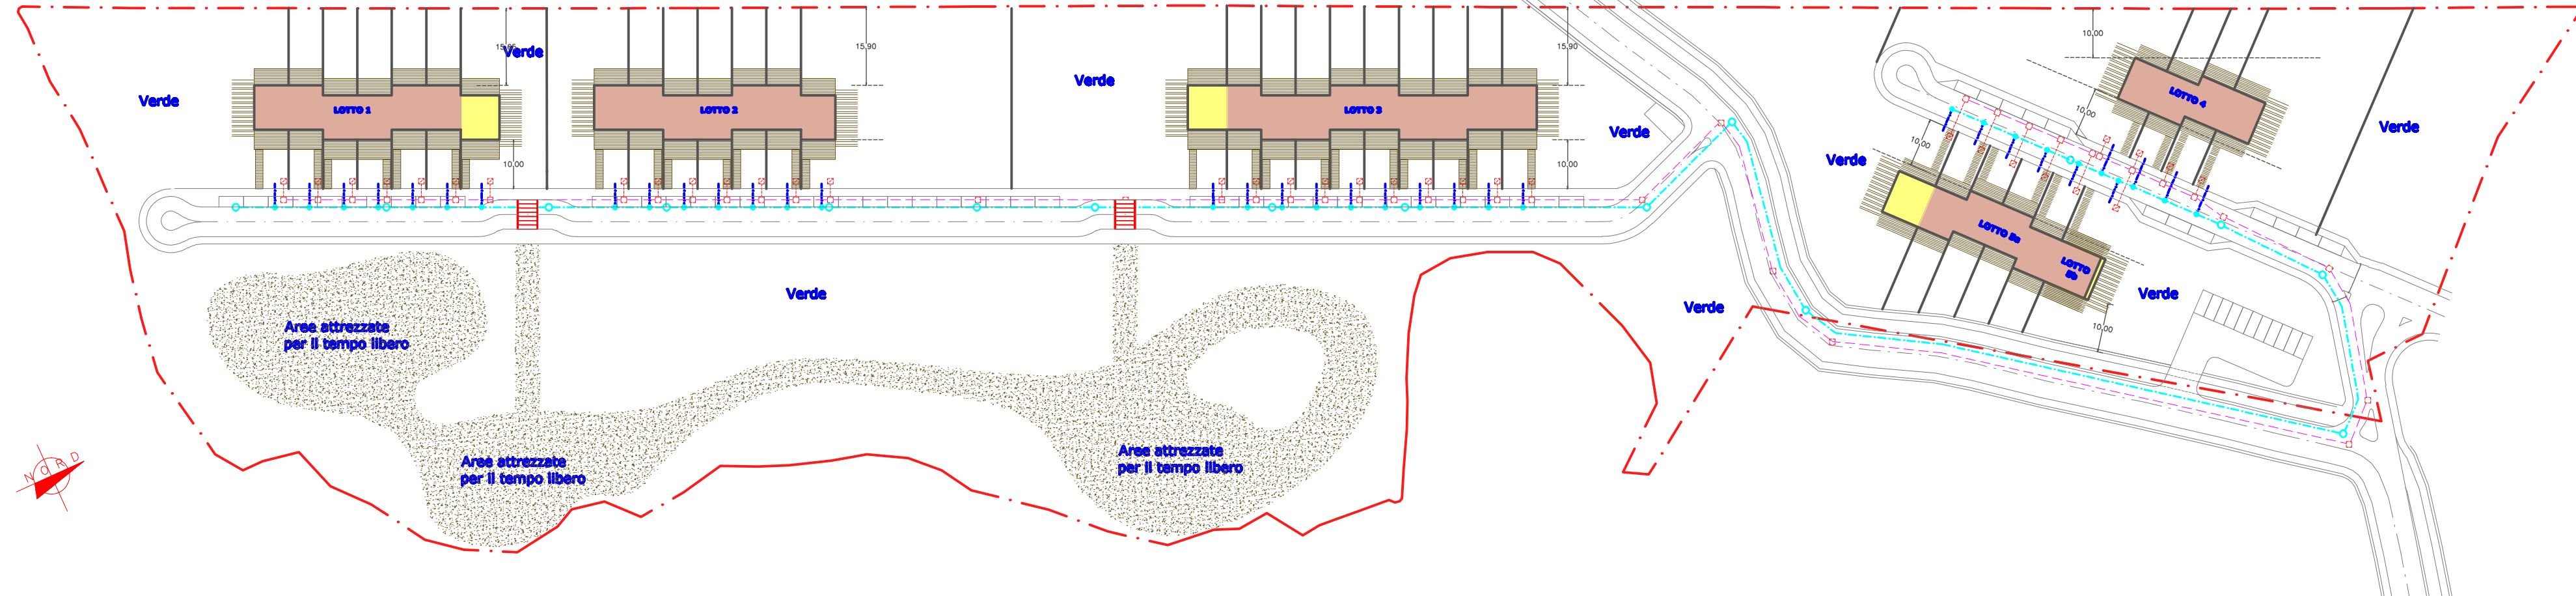 15,95
Verde
15,90
15,90
10,00
Verde
Verde
LOTTO 1
LOTTO 2
LOTTO 3
LOTTO 4
10,00
Verde
Verde
10,00
Verde
10,00
10,00
10,00
LOTTO 5a
LOTTO
5b
Verde
Verde
Verde
10,00
Aree attrezzate
per il tempo libero
Aree attrezzate
per il tempo libero
Aree attrezzate
per il tempo libero
NORD